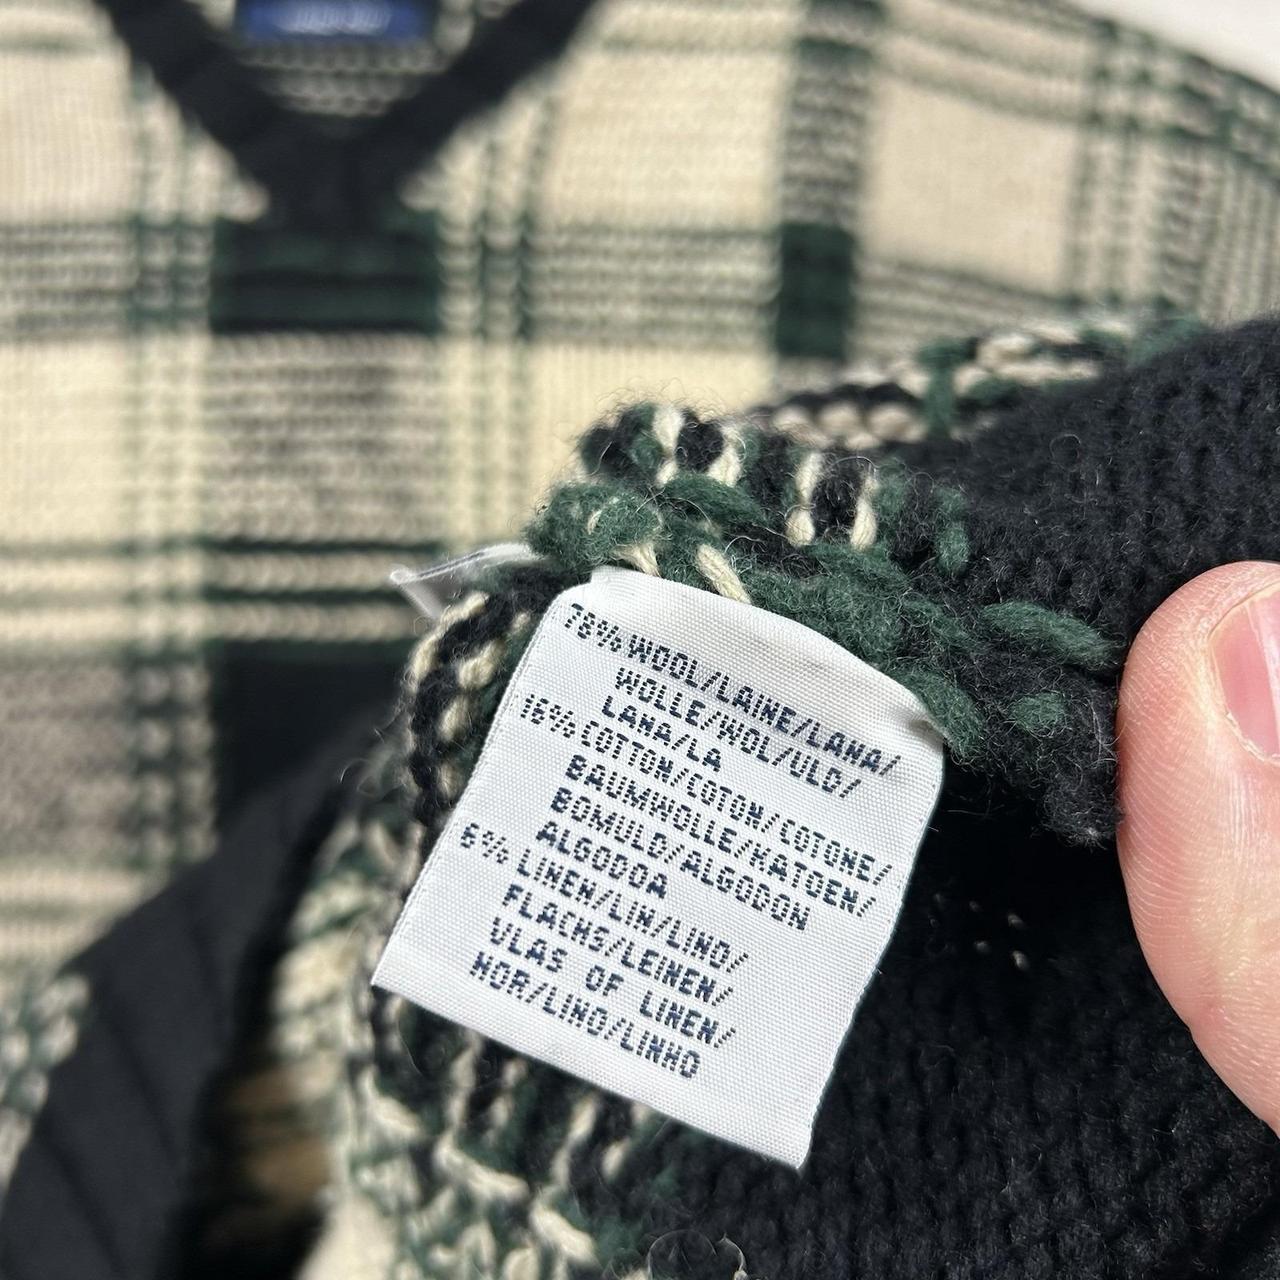 78% WOOL/LAINE/LANA/
WOLLE/WOL/ULD/
LANA/LA
16% COTTON/COTON/COTONE/
BAUMWOLLE/KATOEN/
BOMULD/ALGODON
ALGODOA
6% LINEN/LIN/LINO/
FLACHS/LEINEN/
VLAS OF LINEN/
HOR/LINO/LINHO